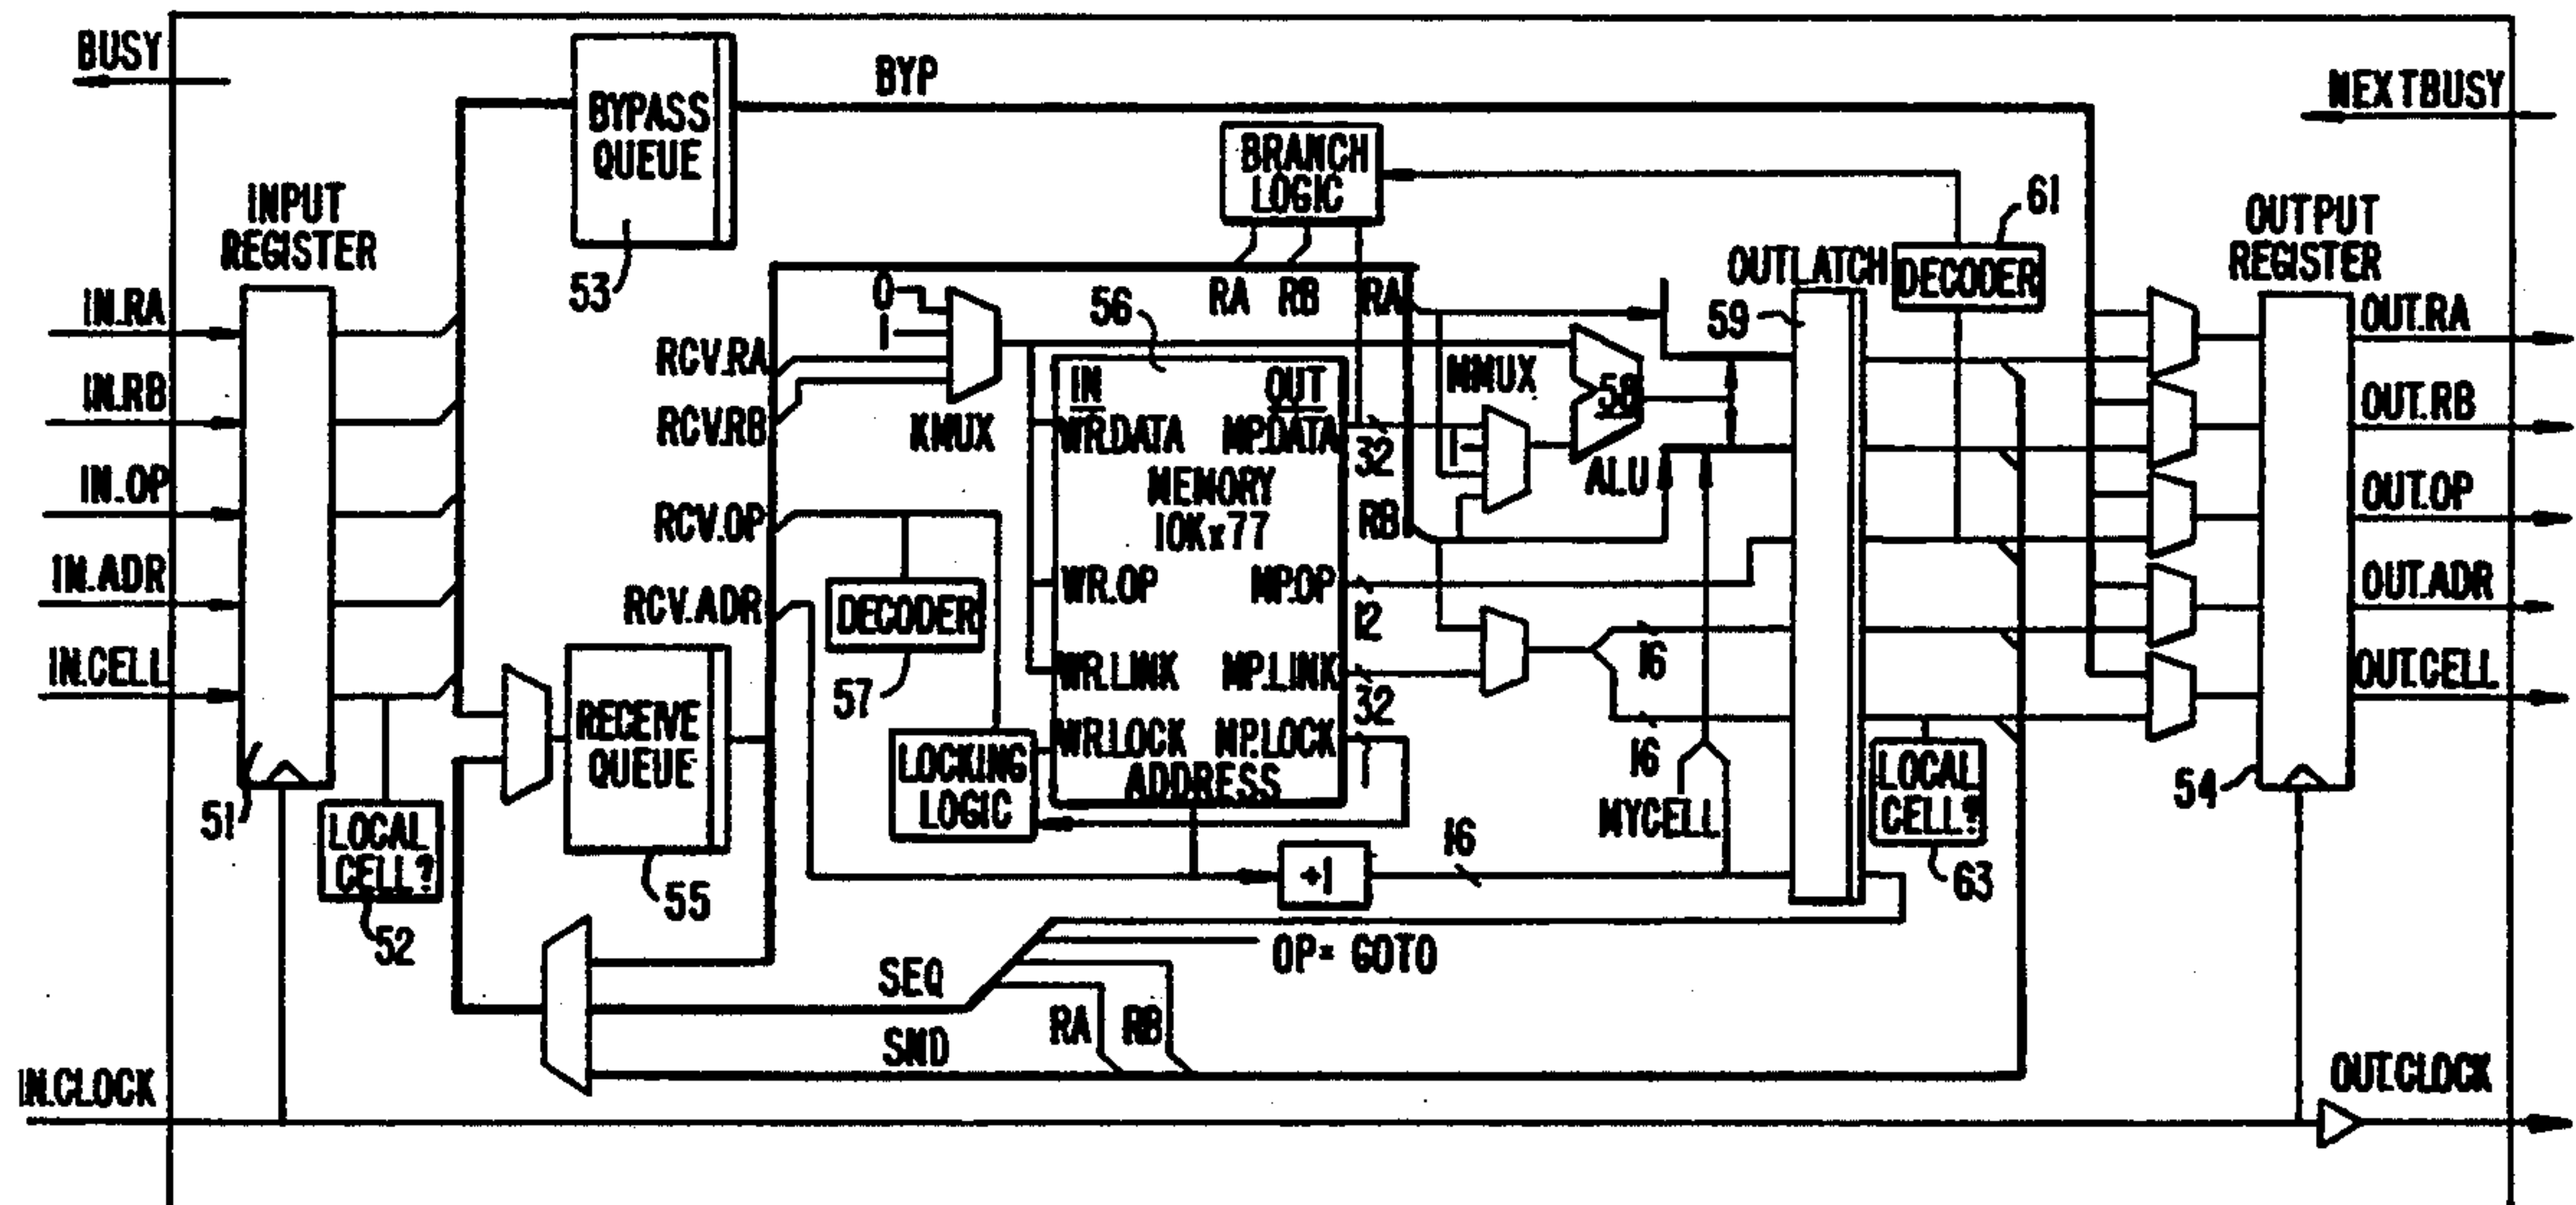 BUSY
BYPASS
QUEUE
53
BYP
NEXTBUSY
BRANCH
LOGIC
INPUT
REGISTER
61
OUTPUT
REGISTER
OUTLATCH
DECODER
59
IN.RA
IN.RB
IN.OP
IN.ADR
IN.CELL
51
LOCAL
CELL?
52
RECEIVE
QUEUE
55
0
1
RCV.RA
RCV.RB
RCV.OP
RCV.ADR
KMUX
DECODER
57
LOCKING
LOGIC
RA
RB
RA
56
IN
OUT
WR.DATA
MP.DATA
32
MEMORY
10Kx77
WR.OP
MP.OP
12
WR.LINK
MP.LINK
32
WR.LOCK
MP.LOCK
1
ADDRESS
MMUX
1
58
ALU
RB
16
16
MYCELL
+1
16
LOCAL
CELL?
63
54
OUT.RA
OUT.RB
OUT.OP
OUT.ADR
OUT.CELL
OP= GOTO
SEQ
RA
RB
SND
IN.CLOCK
OUT.CLOCK